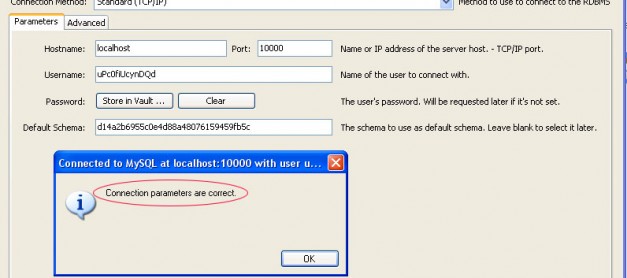 Connection Method: Standard (TCP/IP) Method to use to connect to the RDBMS
Parameters Advanced
Hostname: localhost Port: 10000 Name or IP address of the server host. - TCP/IP port.
Username: uPc0fiUcynDQd Name of the user to connect with.
Password: Store in Vault ... Clear The user's password. Will be requested later if it's not set.
Default Schema: d14a2b6955c0e4d88a48076159459fb5c The schema to use as default schema. Leave blank to select it later.
Connected to MySQL at localhost:10000 with user u...
Connection parameters are correct.
OK